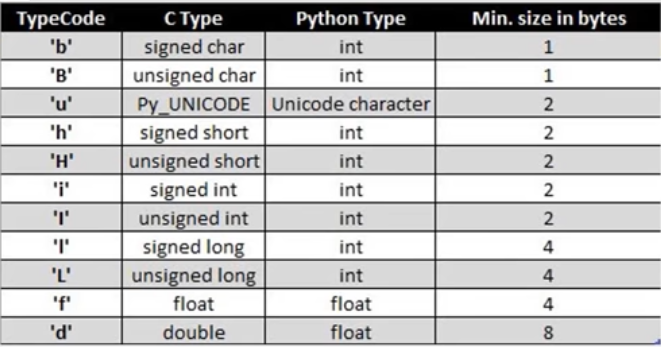 TypeCode C Type Python Type Min. size in bytes
'b' signed char int 1
'B' unsigned char int 1
'u' Py_UNICODE Unicode character 2
'h' signed short int 2
'H' unsigned short int 2
'i' signed int int 2
'I' unsigned int int 2
'l' signed long int 4
'L' unsigned long int 4
'f' float float 4
'd' double float 8